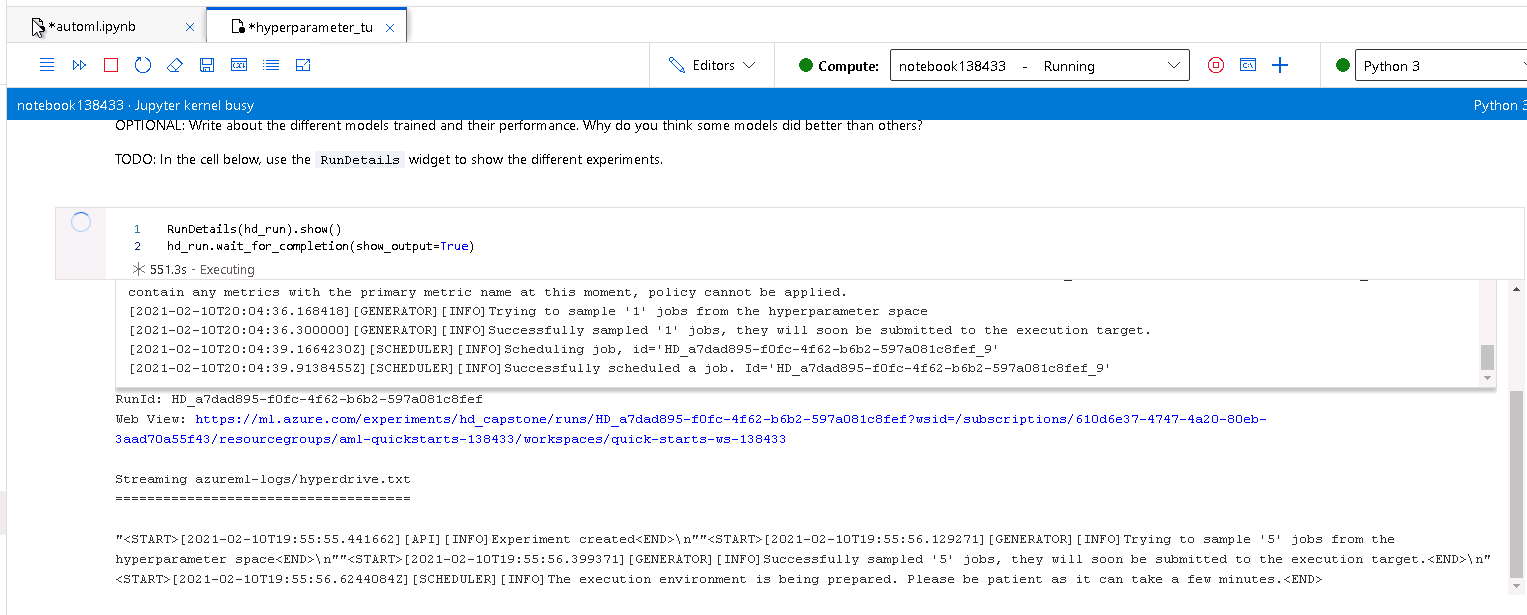 *automl.ipynb
*hyperparameter_tu
Editors
Compute:
notebook138433 - Running
Python 3
notebook138433 · Jupyter kernel busy
Python 3
OPTIONAL: Write about the different models trained and their performance. Why do you think some models did better than others?
TODO: In the cell below, use the RunDetails widget to show the different experiments.
1 RunDetails(hd_run).show()
2 hd_run.wait_for_completion(show_output=True)
551.3s - Executing
contain any metrics with the primary metric name at this moment, policy cannot be applied.
[2021-02-10T20:04:36.168418][GENERATOR][INFO]Trying to sample '1' jobs from the hyperparameter space
[2021-02-10T20:04:36.300000][GENERATOR][INFO]Successfully sampled '1' jobs, they will soon be submitted to the execution target.
[2021-02-10T20:04:39.1664230Z][SCHEDULER][INFO]Scheduling job, id='HD_a7dad895-f0fc-4f62-b6b2-597a081c8fef_9'
[2021-02-10T20:04:39.9138455Z][SCHEDULER][INFO]Successfully scheduled a job. Id='HD_a7dad895-f0fc-4f62-b6b2-597a081c8fef_9'
RunId: HD_a7dad895-f0fc-4f62-b6b2-597a081c8fef
Web View: https://ml.azure.com/experiments/hd_capstone/runs/HD_a7dad895-f0fc-4f62-b6b2-597a081c8fef?wsid=/subscriptions/610d6e37-4747-4a20-80eb-
3aad70a55f43/resourcegroups/aml-quickstarts-138433/workspaces/quick-starts-ws-138433
Streaming azureml-logs/hyperdrive.txt
=====================================
"<START>[2021-02-10T19:55:55.441662][API][INFO]Experiment created<END>\n""<START>[2021-02-10T19:55:56.129271][GENERATOR][INFO]Trying to sample '5' jobs from the
hyperparameter space<END>\n""<START>[2021-02-10T19:55:56.399371][GENERATOR][INFO]Successfully sampled '5' jobs, they will soon be submitted to the execution target.<END>\n"
<START>[2021-02-10T19:55:56.6244084Z][SCHEDULER][INFO]The execution environment is being prepared. Please be patient as it can take a few minutes.<END>